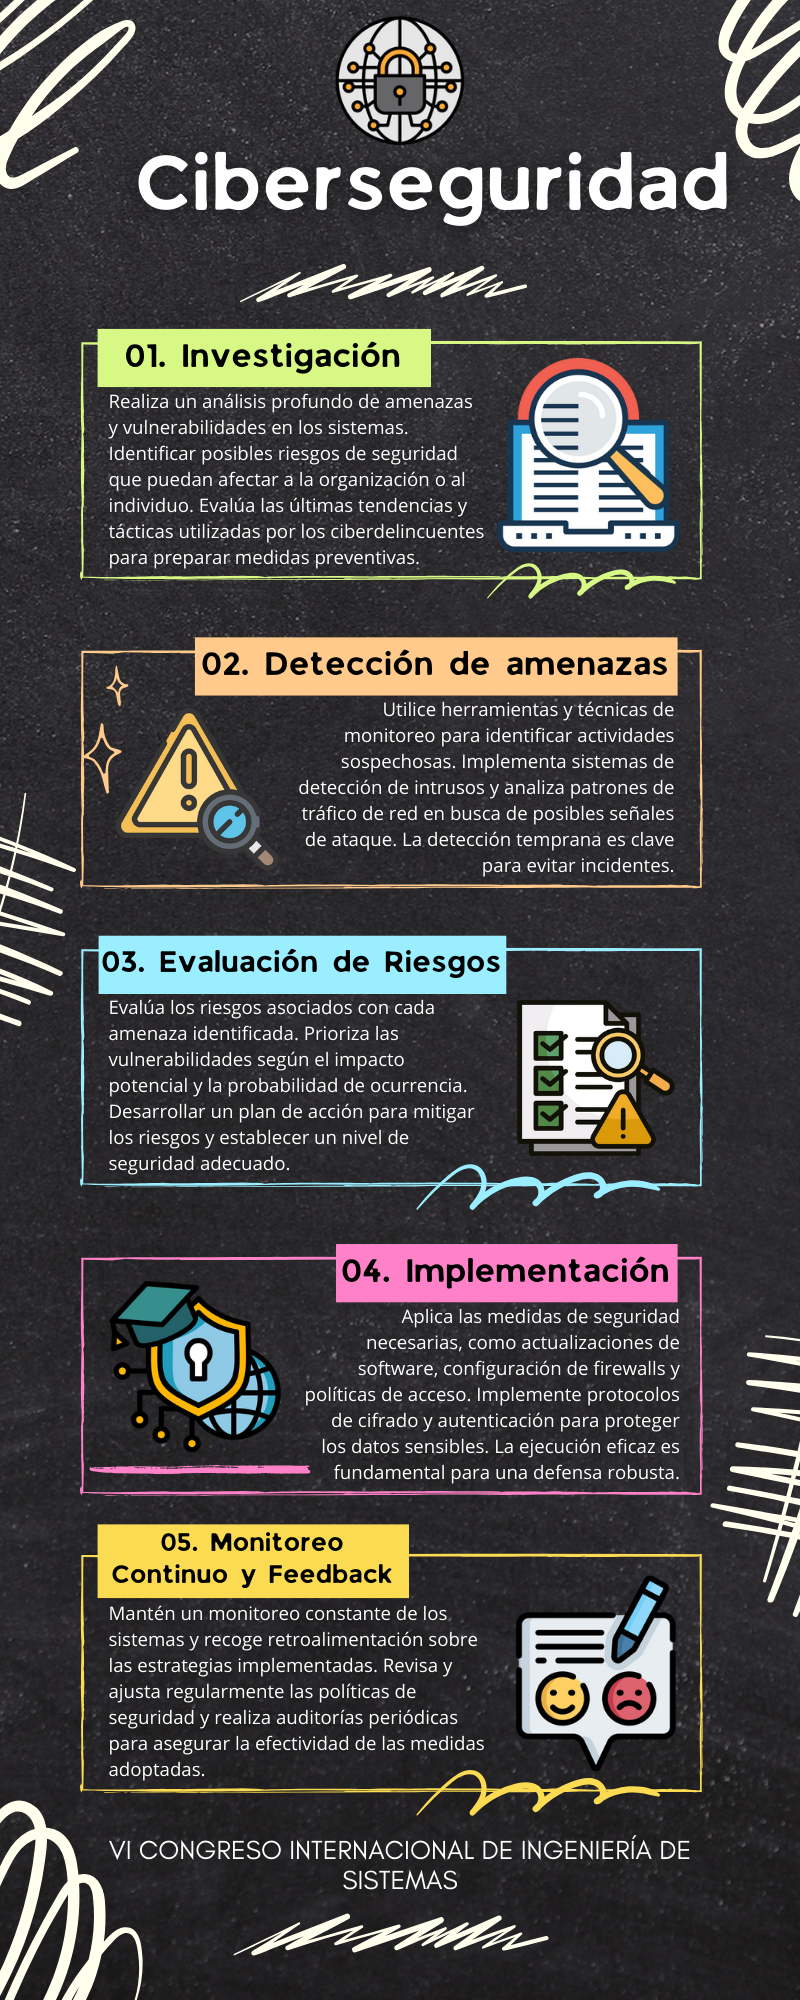 Ciberseguridad
01. Investigación
Realiza un análisis profundo de amenazas
y vulnerabilidades en los sistemas.
Identificar posibles riesgos de seguridad
que puedan afectar a la organización o al
individuo. Evalúa las últimas tendencias y
tácticas utilizadas por los ciberdelincuentes
para preparar medidas preventivas.
02. Detección de amenazas
Utilice herramientas y técnicas de
monitoreo para identificar actividades
sospechosas. Implementa sistemas de
detección de intrusos y analiza patrones de
tráfico de red en busca de posibles señales
de ataque. La detección temprana es clave
para evitar incidentes.
03. Evaluación de Riesgos
Evalúa los riesgos asociados con cada
amenaza identificada. Prioriza las
vulnerabilidades según el impacto
potencial y la probabilidad de ocurrencia.
Desarrollar un plan de acción para mitigar
los riesgos y establecer un nivel de
seguridad adecuado.
04. Implementación
Aplica las medidas de seguridad
necesarias, como actualizaciones de
software, configuración de firewalls y
políticas de acceso. Implemente protocolos
de cifrado y autenticación para proteger
los datos sensibles. La ejecución eficaz es
fundamental para una defensa robusta.
05. Monitoreo
Continuo y Feedback
Mantén un monitoreo constante de los
sistemas y recoge retroalimentación sobre
las estrategias implementadas. Revisa y
ajusta regularmente las políticas de
seguridad y realiza auditorías periódicas
para asegurar la efectividad de las medidas
adoptadas.
VI CONGRESO INTERNACIONAL DE INGENIERÍA DE
SISTEMAS